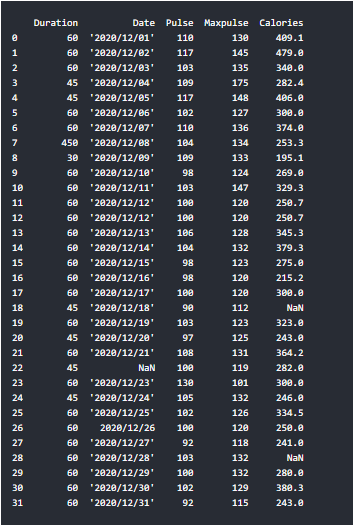 Duration Date Pulse Maxpulse Calories
0 60 '2020/12/01' 110 130 409.1
1 60 '2020/12/02' 117 145 479.0
2 60 '2020/12/03' 103 135 340.0
3 45 '2020/12/04' 109 175 282.4
4 45 '2020/12/05' 117 148 406.0
5 60 '2020/12/06' 102 127 300.0
6 60 '2020/12/07' 110 136 374.0
7 450 '2020/12/08' 104 134 253.3
8 30 '2020/12/09' 109 133 195.1
9 60 '2020/12/10' 98 124 269.0
10 60 '2020/12/11' 103 147 329.3
11 60 '2020/12/12' 100 120 250.7
12 60 '2020/12/12' 100 120 250.7
13 60 '2020/12/13' 106 128 345.3
14 60 '2020/12/14' 104 132 379.3
15 60 '2020/12/15' 98 123 275.0
16 60 '2020/12/16' 98 120 215.2
17 60 '2020/12/17' 100 120 300.0
18 45 '2020/12/18' 90 112 NaN
19 60 '2020/12/19' 103 123 323.0
20 45 '2020/12/20' 97 125 243.0
21 60 '2020/12/21' 108 131 364.2
22 45 NaN 100 119 282.0
23 60 '2020/12/23' 130 101 300.0
24 45 '2020/12/24' 105 132 246.0
25 60 '2020/12/25' 102 126 334.5
26 60 2020/12/26 100 120 250.0
27 60 '2020/12/27' 92 118 241.0
28 60 '2020/12/28' 103 132 NaN
29 60 '2020/12/29' 100 132 280.0
30 60 '2020/12/30' 102 129 380.3
31 60 '2020/12/31' 92 115 243.0